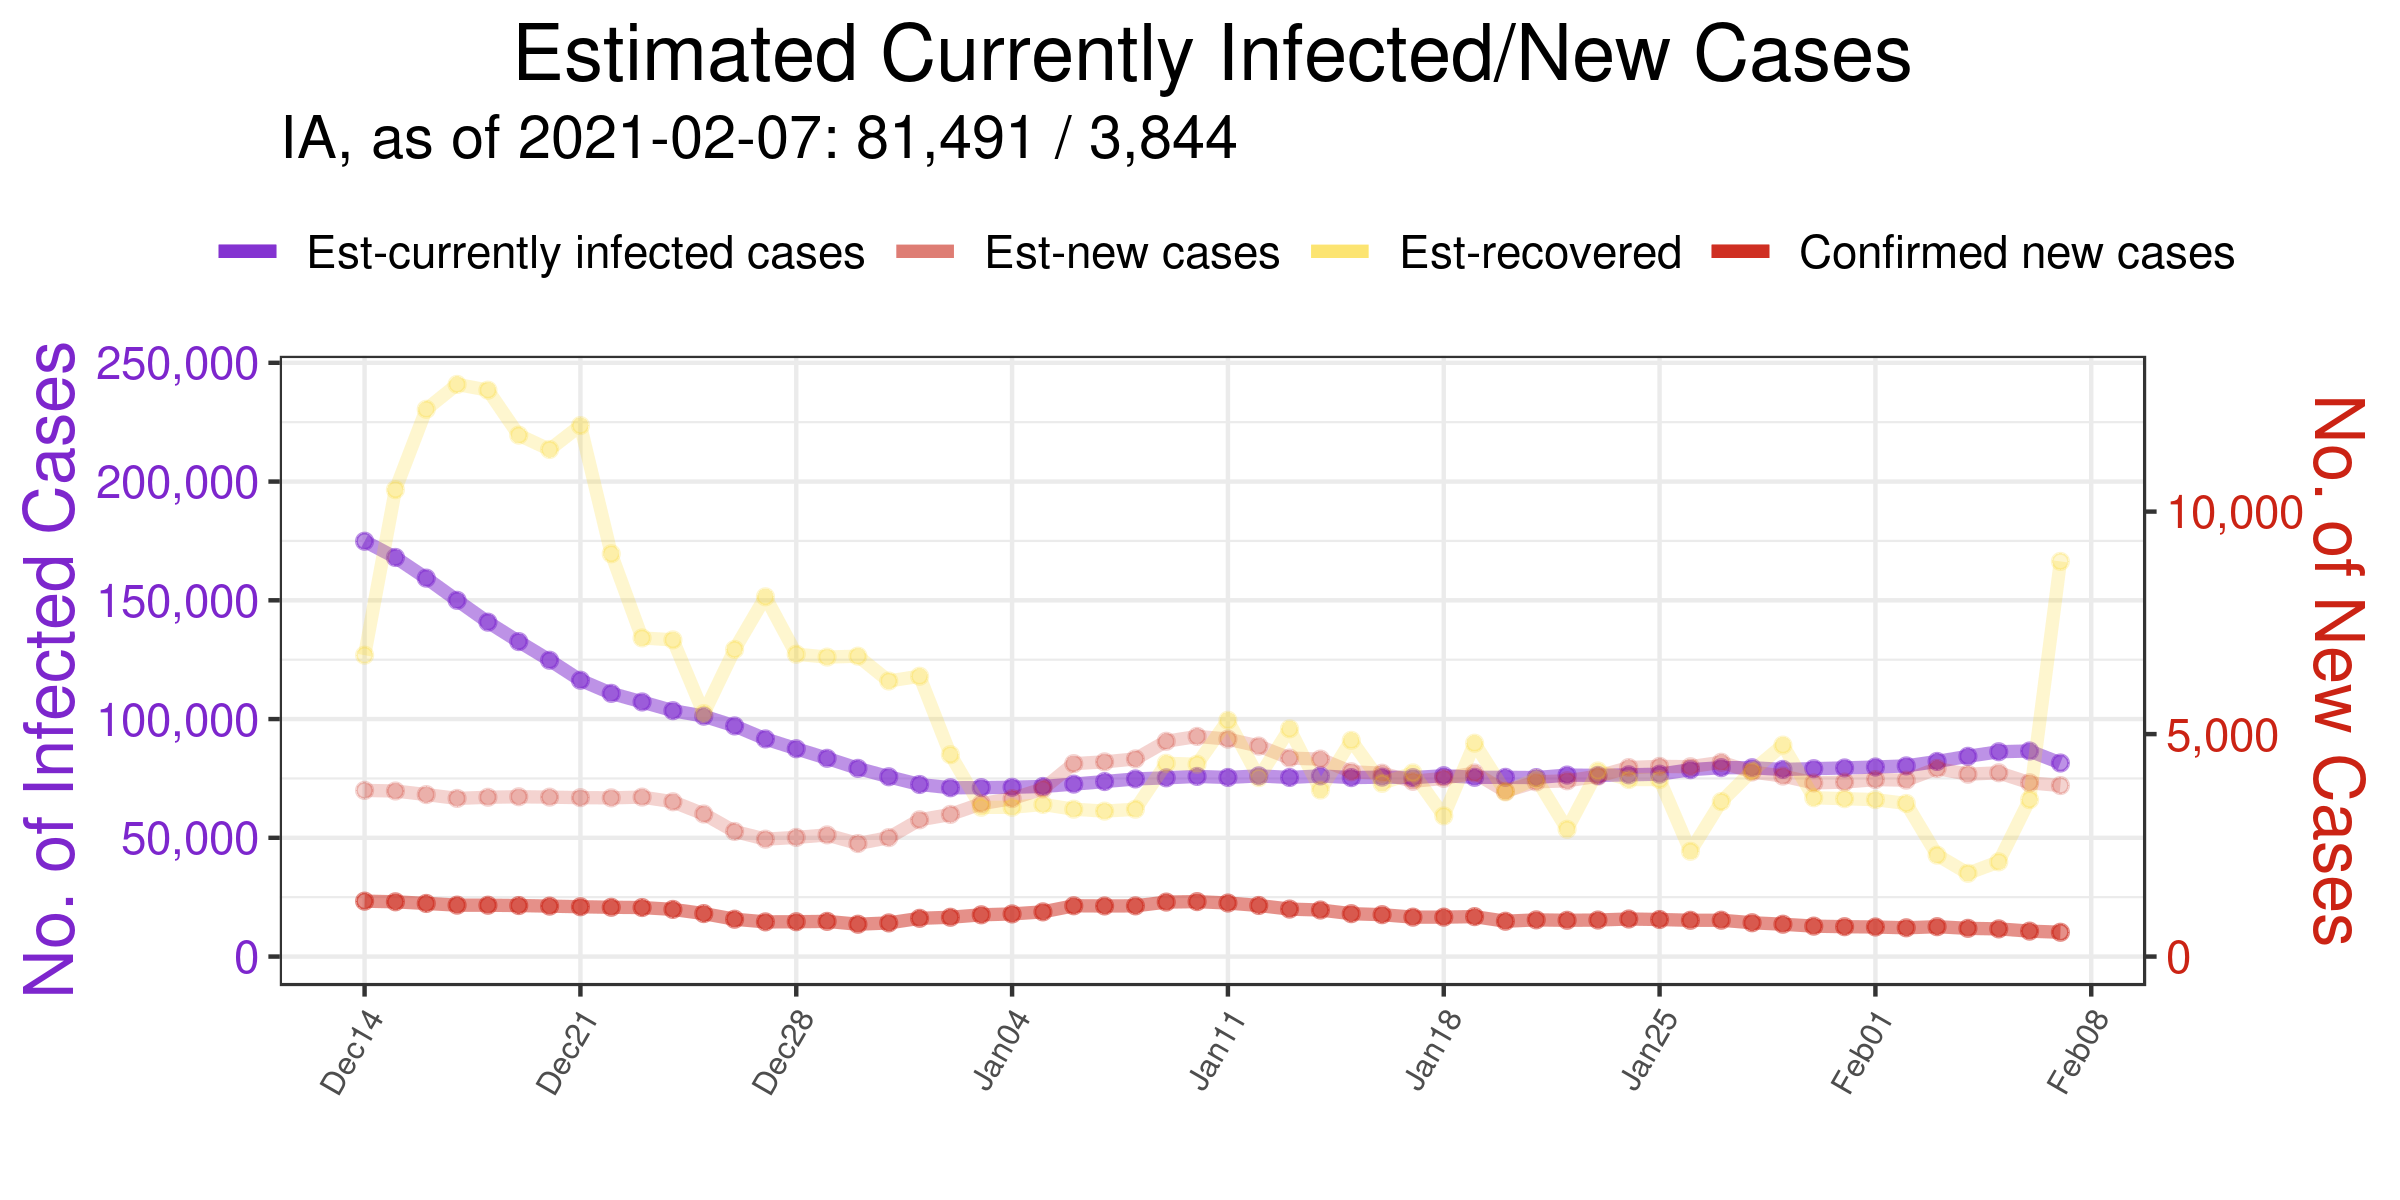 Estimated Currently Infected/New Cases
IA, as of 2021-02-07: 81,491 / 3,844
Est-currently infected cases Est-new cases Est-recovered Confirmed new cases
No. of Infected Cases
250,000
200,000
150,000
100,000
50,000
0
10,000
5,000
0
No. of New Cases
Dec14 Dec21 Dec28 Jan04 Jan11 Jan18 Jan25 Feb01 Feb08